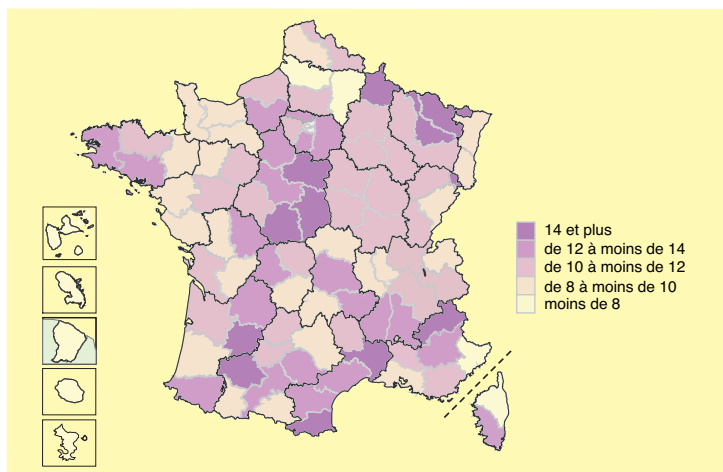 14 et plus
de 12 à moins de 14
de 10 à moins de 12
de 8 à moins de 10
moins de 8